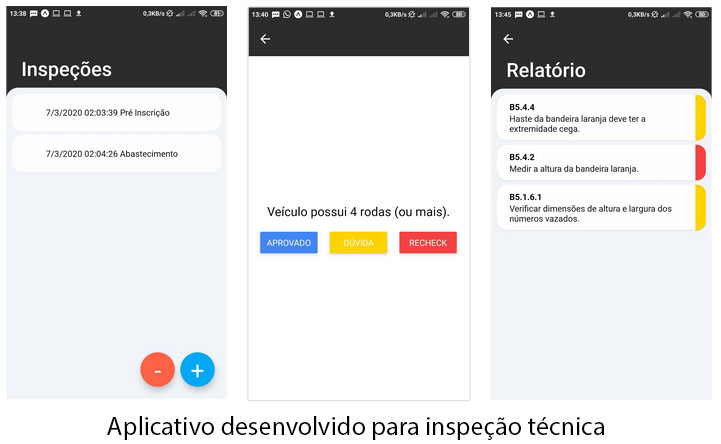 13:38
0,3KB/s
81
Inspeções
7/3/2020 02:03:39 Pré Inscrição
7/3/2020 02:04:26 Abastecimento
-
+
13:40
0,3KB/s
80
Veículo possui 4 rodas (ou mais).
APROVADO
DÚVIDA
RECHECK
13:45
0,3KB/s
80
Relatório
B5.4.4
Haste da bandeira laranja deve ter a
extremidade cega.
B5.4.2
Medir a altura da bandeira laranja.
B5.1.6.1
Verificar dimensões de altura e largura dos
números vazados.
Aplicativo desenvolvido para inspeção técnica